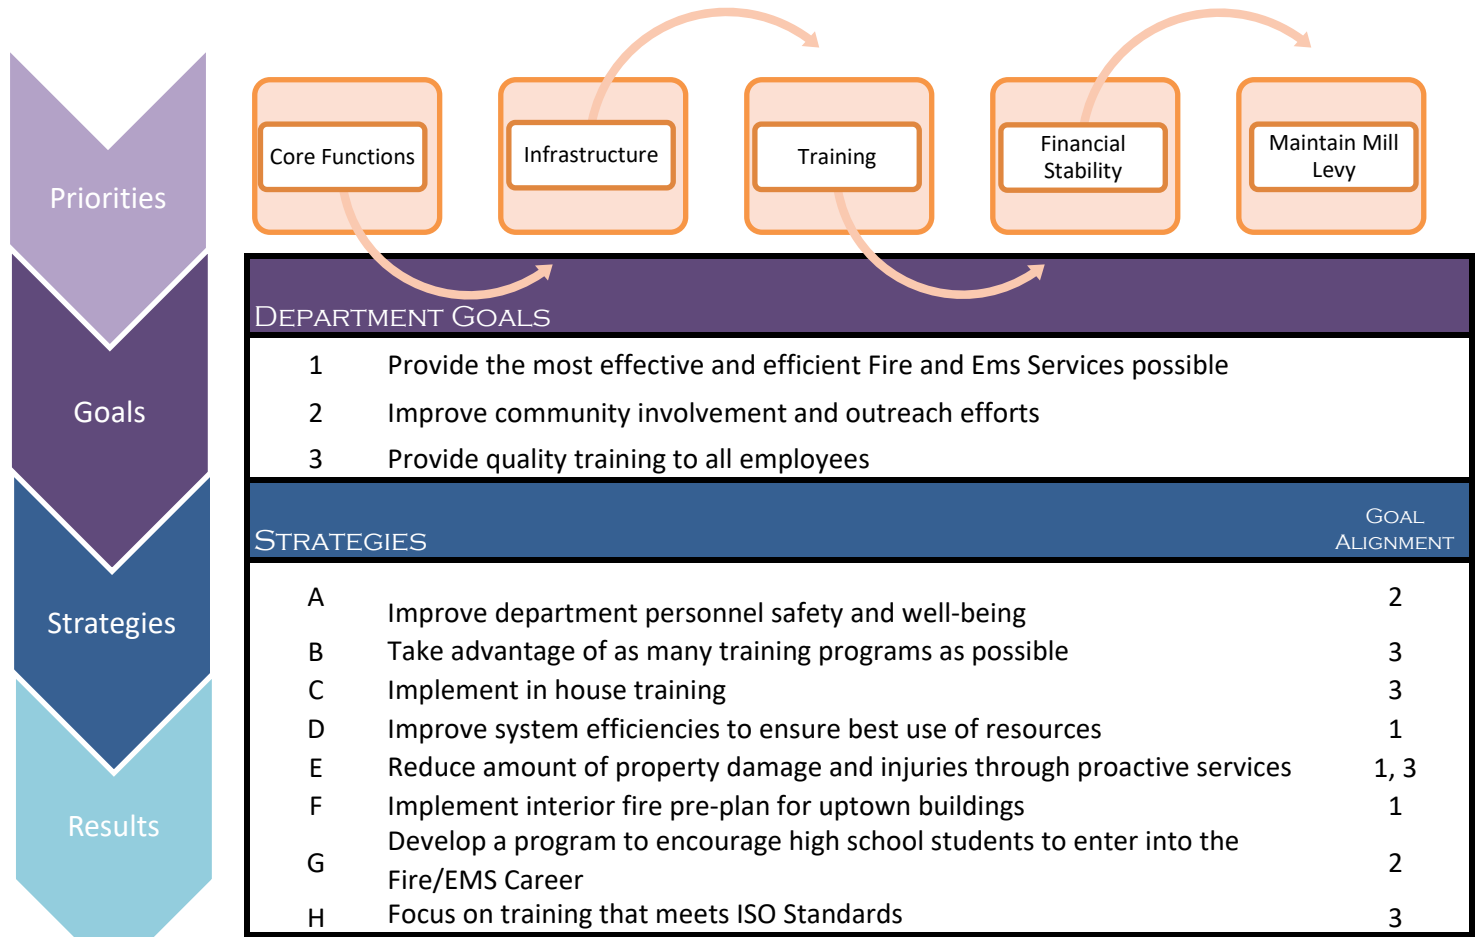 Priorities
Core Functions
Infrastructure
Training
Financial
Stability
Maintain Mill
Levy
Goals
DEPARTMENT GOALS
1 Provide the most effective and efficient Fire and Ems Services possible
2 Improve community involvement and outreach efforts
3 Provide quality training to all employees
Strategies
STRATEGIES
GOAL
ALIGNMENT
A Improve department personnel safety and well-being 2
B Take advantage of as many training programs as possible 3
C Implement in house training 3
D Improve system efficiencies to ensure best use of resources 1
E Reduce amount of property damage and injuries through proactive services 1, 3
F Implement interior fire pre-plan for uptown buildings 1
G Develop a program to encourage high school students to enter into the
Fire/EMS Career 2
H Focus on training that meets ISO Standards 3
Results